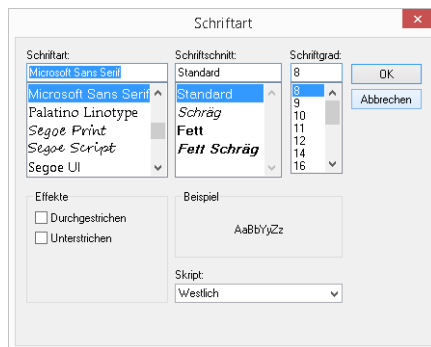 Schriftart
Schriftart: Schriftschnitt: Schriftgrad:
Microsoft Sans Serif Standard 8 OK
Microsoft Sans Serif Standard 8 Abbrechen
Palatino Linotype Schräg 9
Segoe Print Fett 10
Segoe Script Fett Schräg 11
Segoe UI 12
14
16
Effekte Beispiel
Durchgestrichen
Unterstrichen
AaBbYyZz
Skript:
Westlich